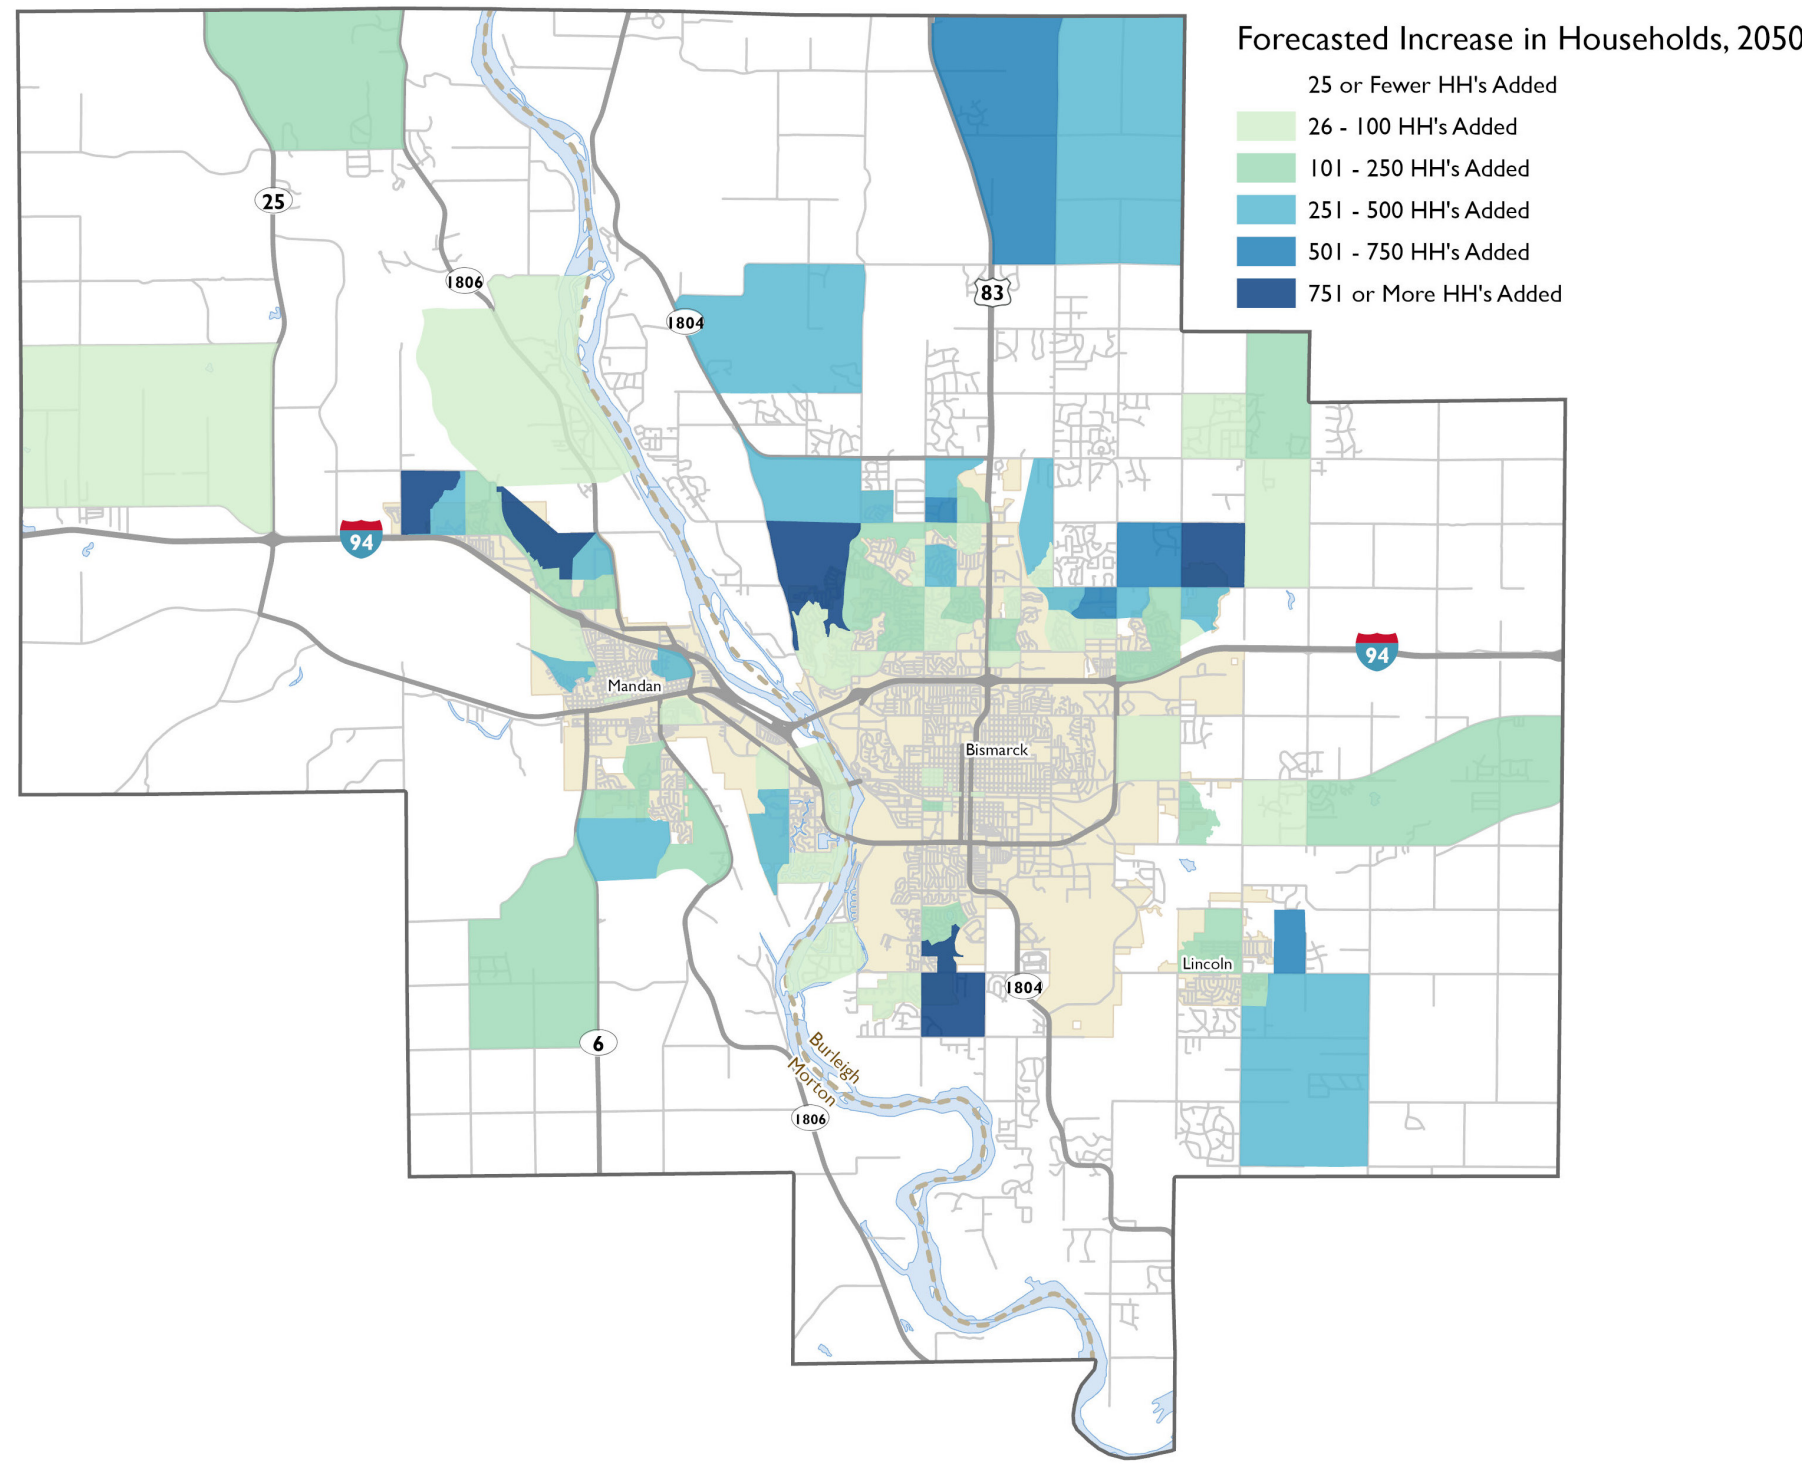 Forecasted Increase in Households, 2050
25 or Fewer HH's Added
26 - 100 HH's Added
101 - 250 HH's Added
251 - 500 HH's Added
501 - 750 HH's Added
751 or More HH's Added
25
1806
83
1804
94
94
Mandan
Bismarck
Lincoln
1804
6
Burleigh
Morton
1806